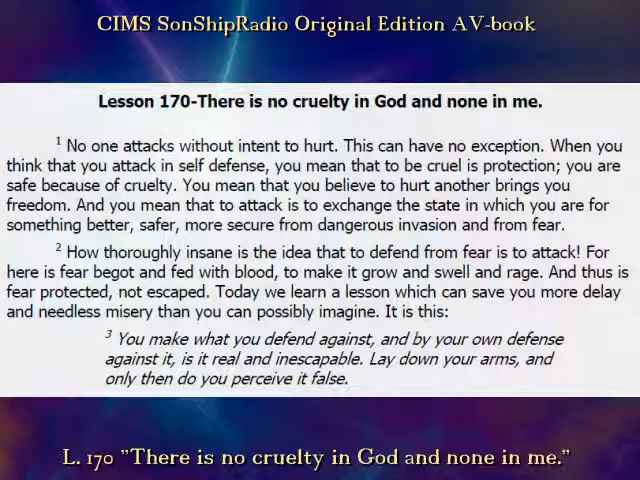 CIMS SonShipRadio Original Edition AV-book
Lesson 170-There is no cruelty in God and none in me.
1 No one attacks without intent to hurt. This can have no exception. When you
think that you attack in self defense, you mean that to be cruel is protection; you are
safe because of cruelty. You mean that you believe to hurt another brings you
freedom. And you mean that to attack is to exchange the state in which you are for
something better, safer, more secure from dangerous invasion and from fear.
2 How thoroughly insane is the idea that to defend from fear is to attack! For
here is fear begot and fed with blood, to make it grow and swell and rage. And thus is
fear protected, not escaped. Today we learn a lesson which can save you more delay
and needless misery than you can possibly imagine. It is this:
3 You make what you defend against, and by your own defense
against it, is it real and inescapable. Lay down your arms, and
only then do you perceive it false.
L. 170 "There is no cruelty in God and none in me."